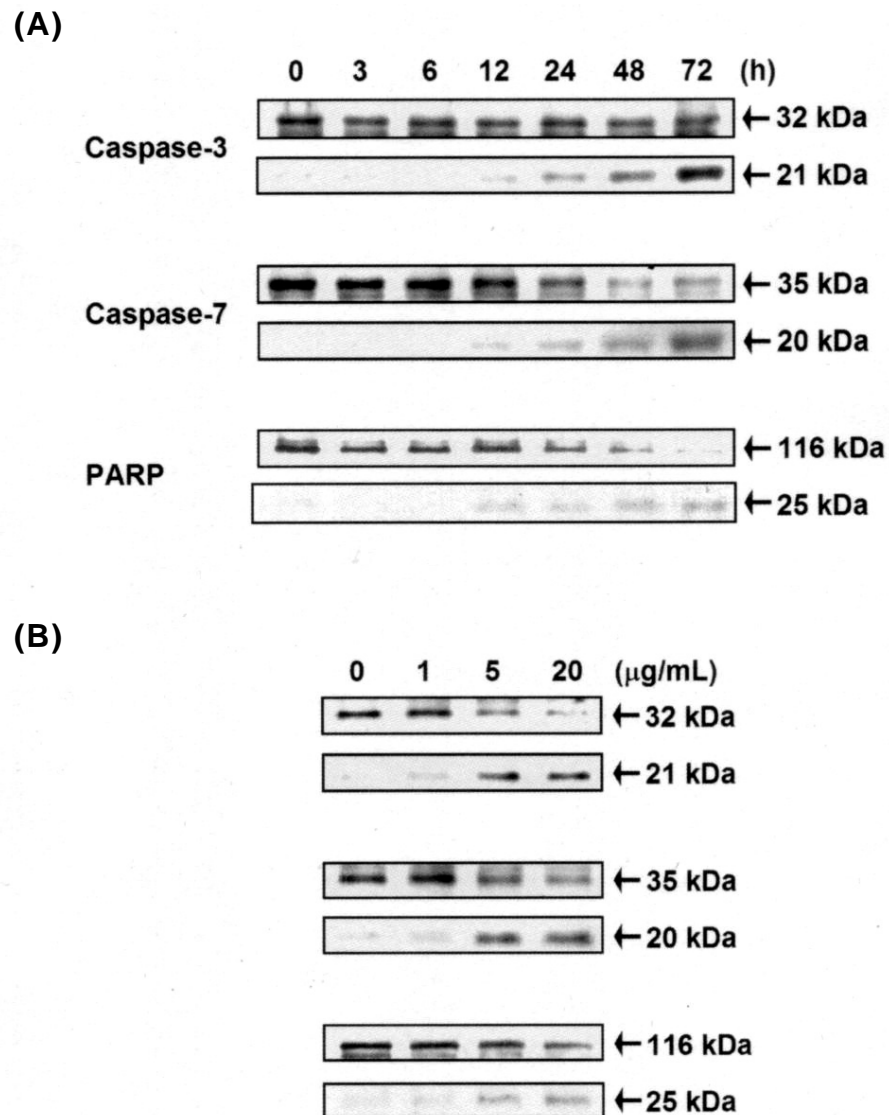 (A)
0 3 6 12 24 48 72 (h)
Caspase-3
←32 kDa
←21 kDa
Caspase-7
←35 kDa
←20 kDa
PARP
←116 kDa
←25 kDa
(B)
0 1 5 20 (μg/mL)
←32 kDa
←21 kDa
←35 kDa
←20 kDa
←116 kDa
←25 kDa